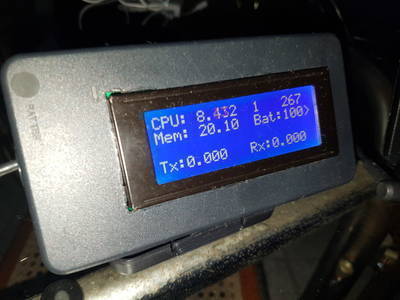 CPU: 8.432 1 267
Mem: 20.10 Bat:100>
Tx:0.000 Rx:0.000